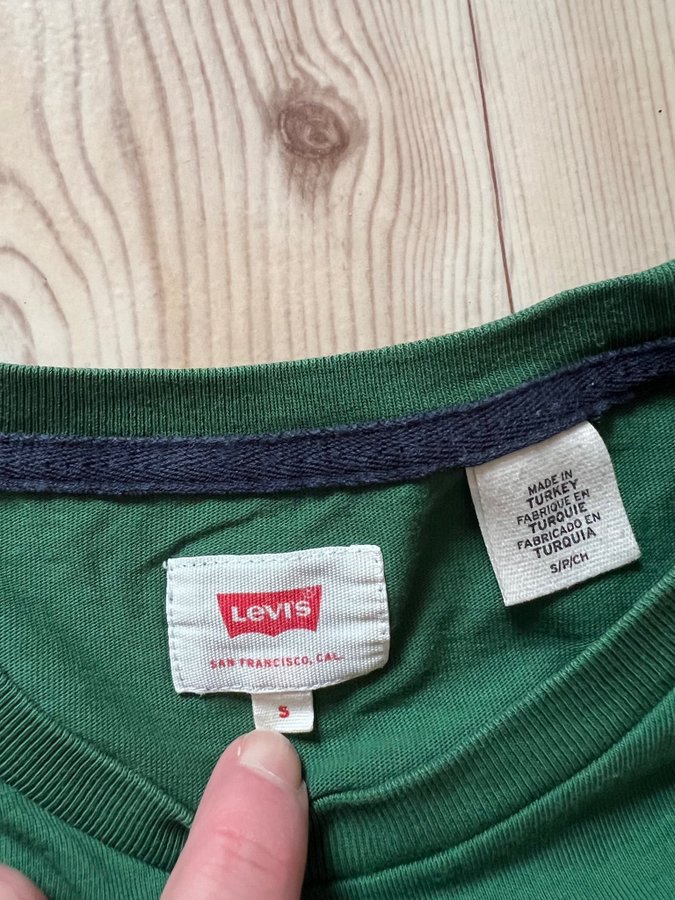 LEVI'S
SAN FRANCISCO, CAL.
S
MADE IN
TURKEY
FABRIQUE EN
TURQUIE
FABRICADO EN
TURQUIA
S/P/CH